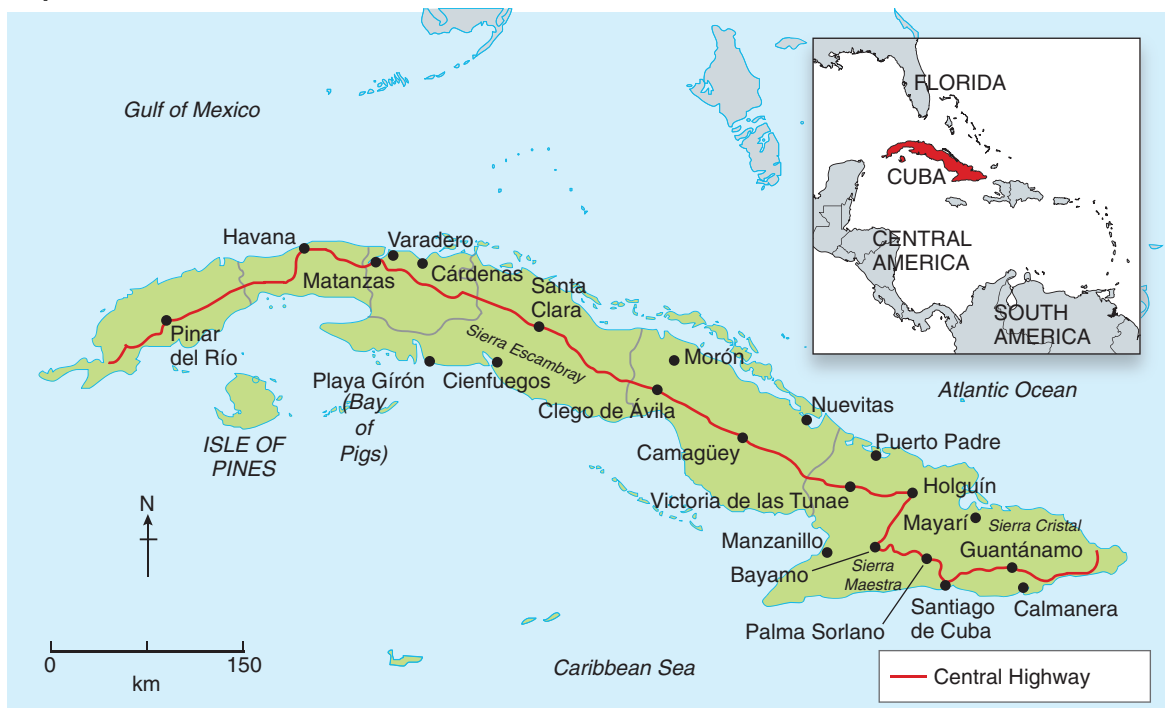 Gulf of Mexico
FLORIDA
CUBA
CENTRAL
AMERICA
SOUTH
AMERICA
Atlantic Ocean
Havana
Varadero
Matanzas
Cárdenas
Santa
Clara
Pinar
del Río
Sierra Escambray
Morón
Playa Gírón
(Bay
of
Pigs)
Cienfuegos
Clego de Ávila
Nuevitas
ISLE OF
PINES
Camagüey
Puerto Padre
Victoria de las Tunae
Holguín
Mayarí
Sierra Cristal
Manzanillo
Guantánamo
Bayamo
Sierra
Maestra
Santiago
de Cuba
Calmanera
Palma Sorlano
N
0
150
km
Caribbean Sea
Central Highway